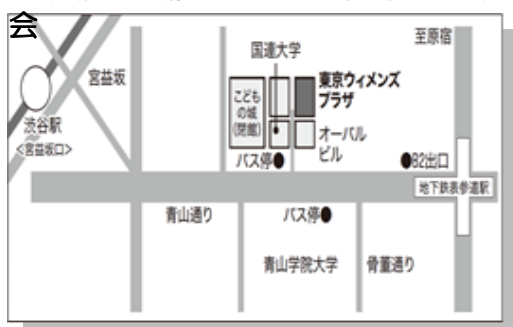 会
至原宿
国連大学
宮益坂
東京ウィメンズ
プラザ
こども
の城
(閉館)
渋谷駅
<宮益坂口>
オーバル
ビル
バス停●
●B2出口
地下鉄表参道駅
青山通り
バス停●
青山学院大学
骨董通り